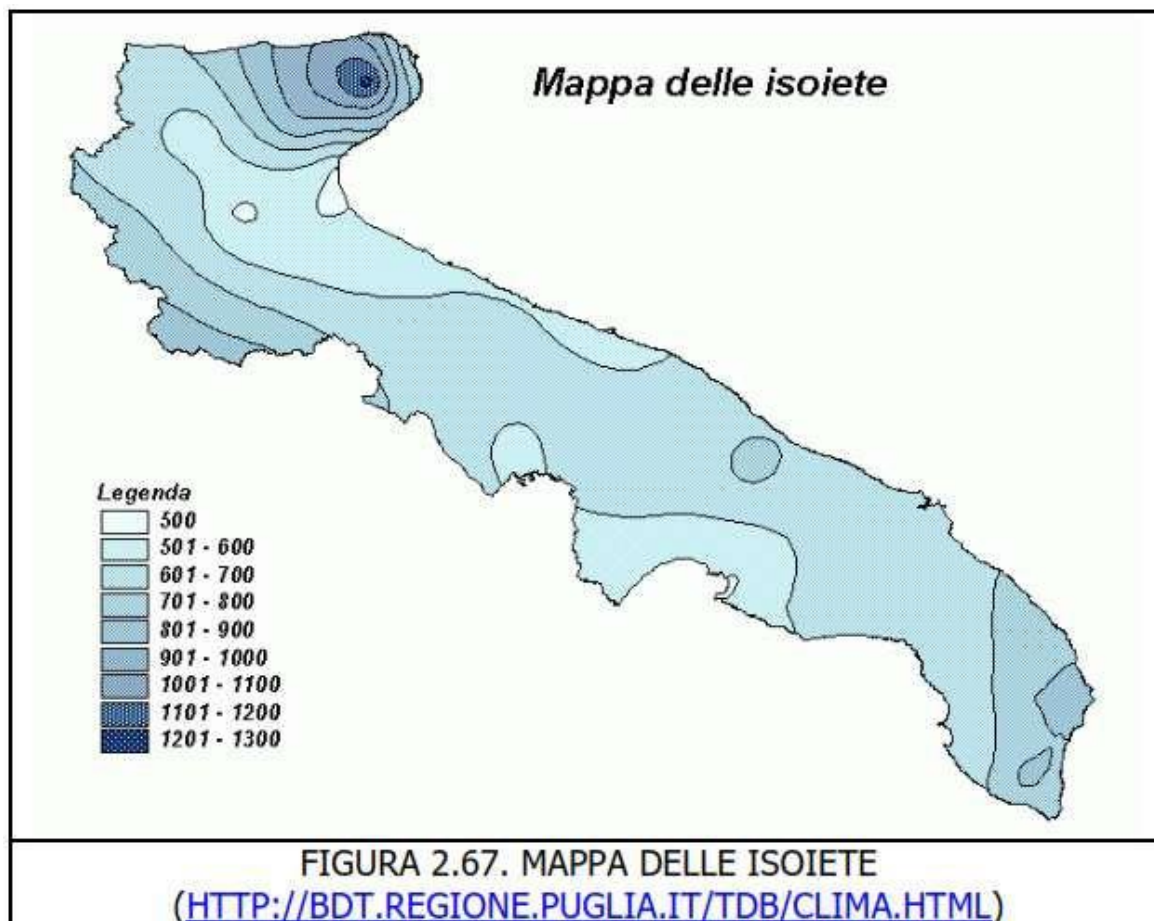 Mappa delle isoiete
Legenda
500
501 - 600
601 - 700
701 - 800
801 - 900
901 - 1000
1001 - 1100
1101 - 1200
1201 - 1300
FIGURA 2.67. MAPPA DELLE ISOIETE
(HTTP://BDT.REGIONE.PUGLIA.IT/TDB/CLIMA.HTML)